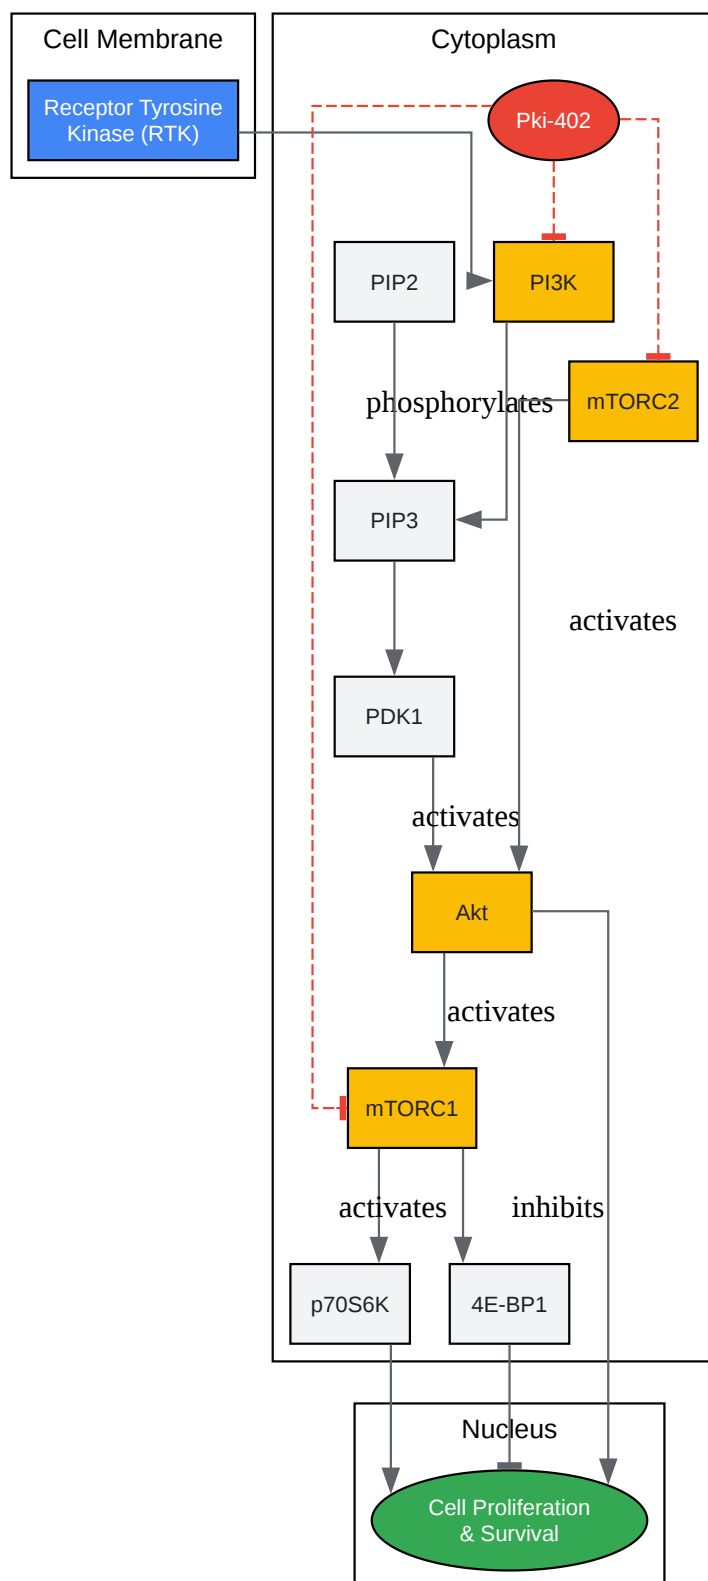 Cell Membrane
Cytoplasm
Receptor Tyrosine
Kinase (RTK)
Pki-402
PIP2
PI3K
phosphorylates
mTORC2
PIP3
activates
PDK1
activates
Akt
activates
mTORC1
activates
inhibits
p70S6K
4E-BP1
Nucleus
Cell Proliferation
& Survival